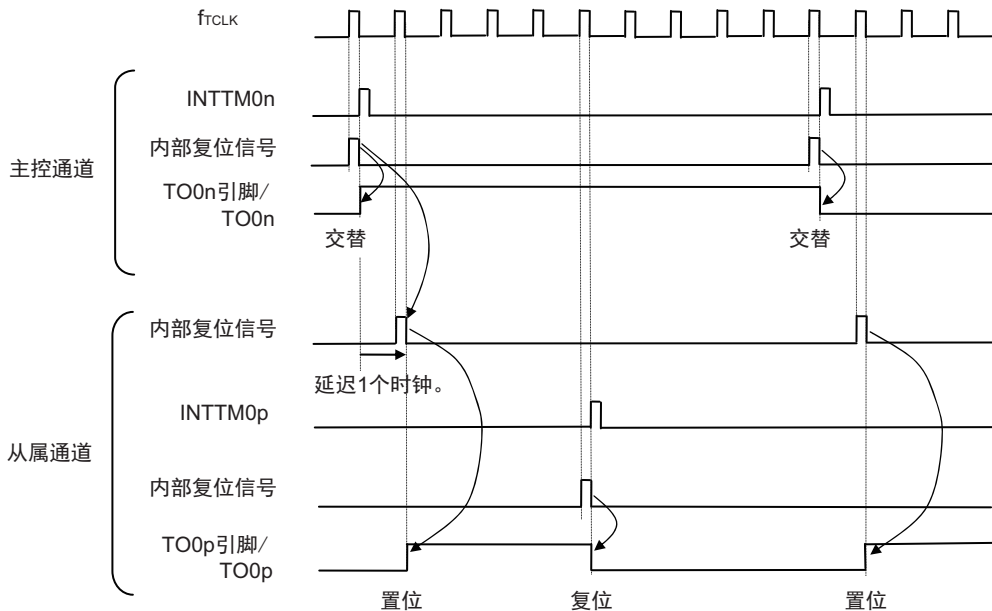 fTCLK
INTTM0n
内部复位信号
主控通道
TO0n引脚/
TO0n
交替
交替
内部复位信号
延迟1个时钟。
INTTM0p
从属通道
内部复位信号
TO0p引脚/
TO0p
置位
复位
置位